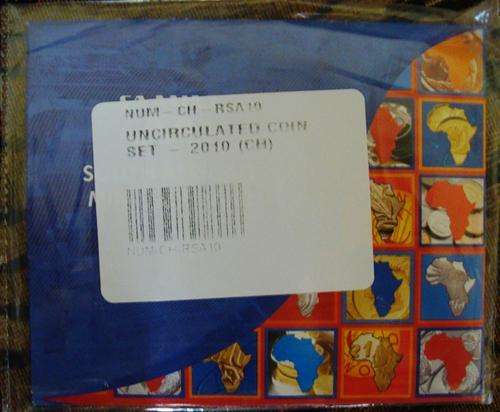 NUM-CH-RSA10
UNCIRCULATED COIN
SET - 2010 (CH)
NUM-CH-RSA10